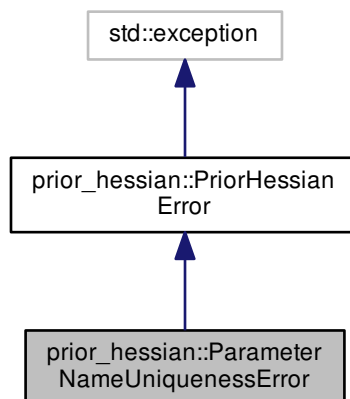 std::exception
prior_hessian::PriorHessian
Error
prior_hessian::Parameter
NameUniquenessError